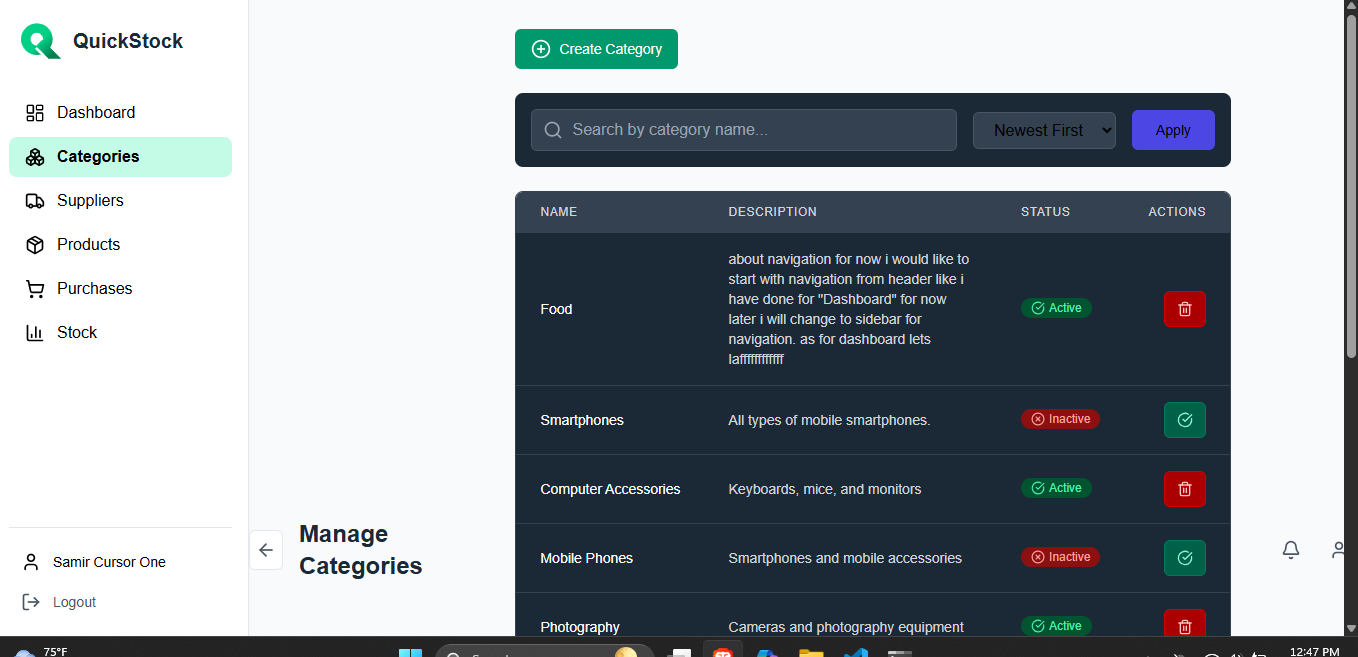 QuickStock
Dashboard
Categories
Suppliers
Products
Purchases
Stock
Samir Cursor One
Logout
Manage
Categories
Create Category
Search by category name...
Newest First
Apply
NAME DESCRIPTION STATUS ACTIONS
Food
about navigation for now i would like to
start with navigation from header like i
have done for "Dashboard" for now
later i will change to sidebar for
navigation. as for dashboard lets
laffffffffffff
Active
Smartphones All types of mobile smartphones. Inactive
Computer Accessories Keyboards, mice, and monitors Active
Mobile Phones Smartphones and mobile accessories Inactive
Photography Cameras and photography equipment Active
75°F
12:47 PM